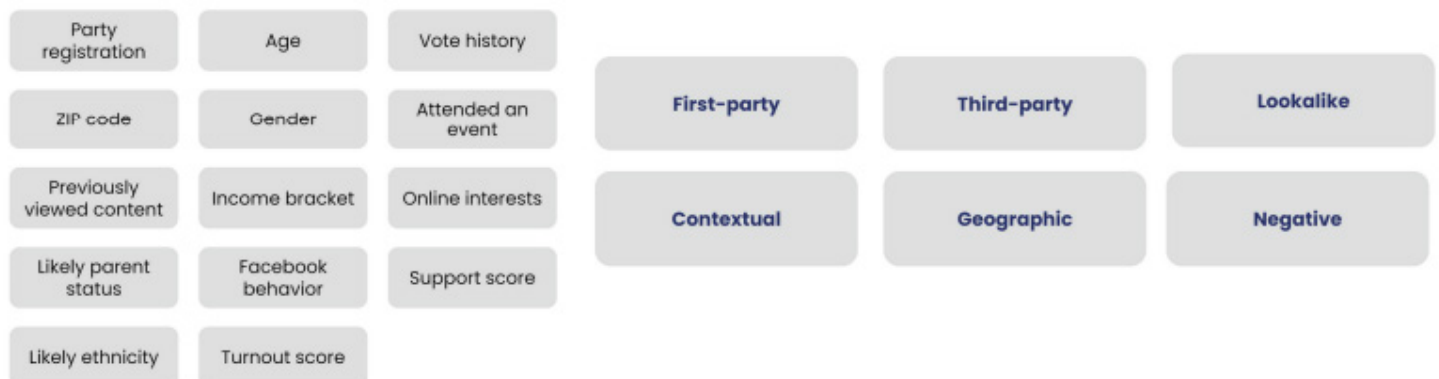 Party
registration
Age
Vote history
ZIP code
Gender
Attended an
event
Previously
viewed content
Income bracket
Online interests
Likely parent
status
Facebook
behavior
Support score
Likely ethnicity
Turnout score
First-party
Third-party
Lookalike
Contextual
Geographic
Negative